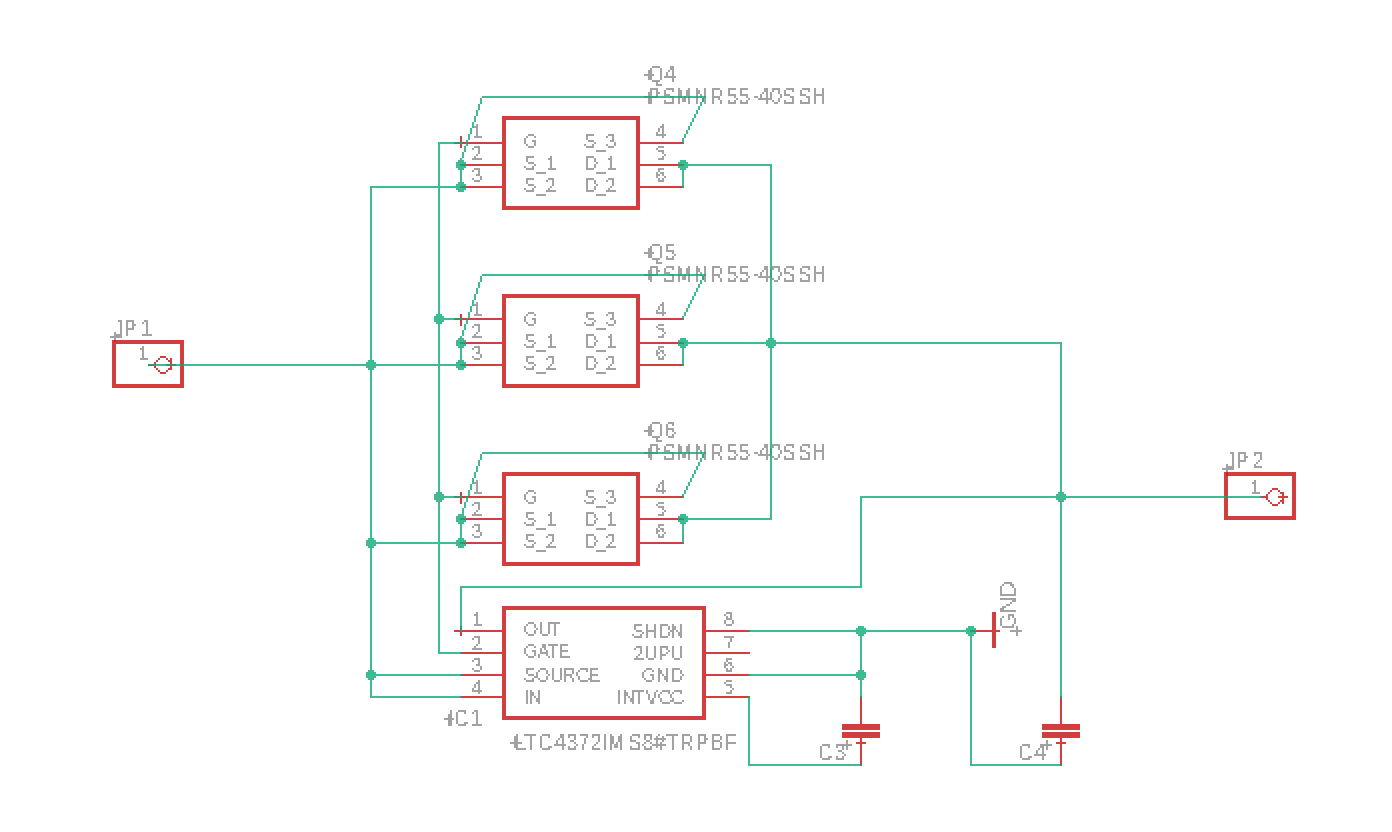 Q4
PSMNR55-40SSH
1 G S_3 4
2 S_1 D_1 5
3 S_2 D_2 6
Q5
PSMNR55-40SSH
1 G S_3 4
2 S_1 D_1 5
3 S_2 D_2 6
JP1
1
Q6
PSMNR55-40SSH
1 G S_3 4
2 S_1 D_1 5
3 S_2 D_2 6
JP2
1
GND
1 OUT SHDN 8
2 GATE 2UPU 7
3 SOURCE GND 6
4 IN INTVCC 5
C1
LTC4372IMS8#TRPBF
C3
C4